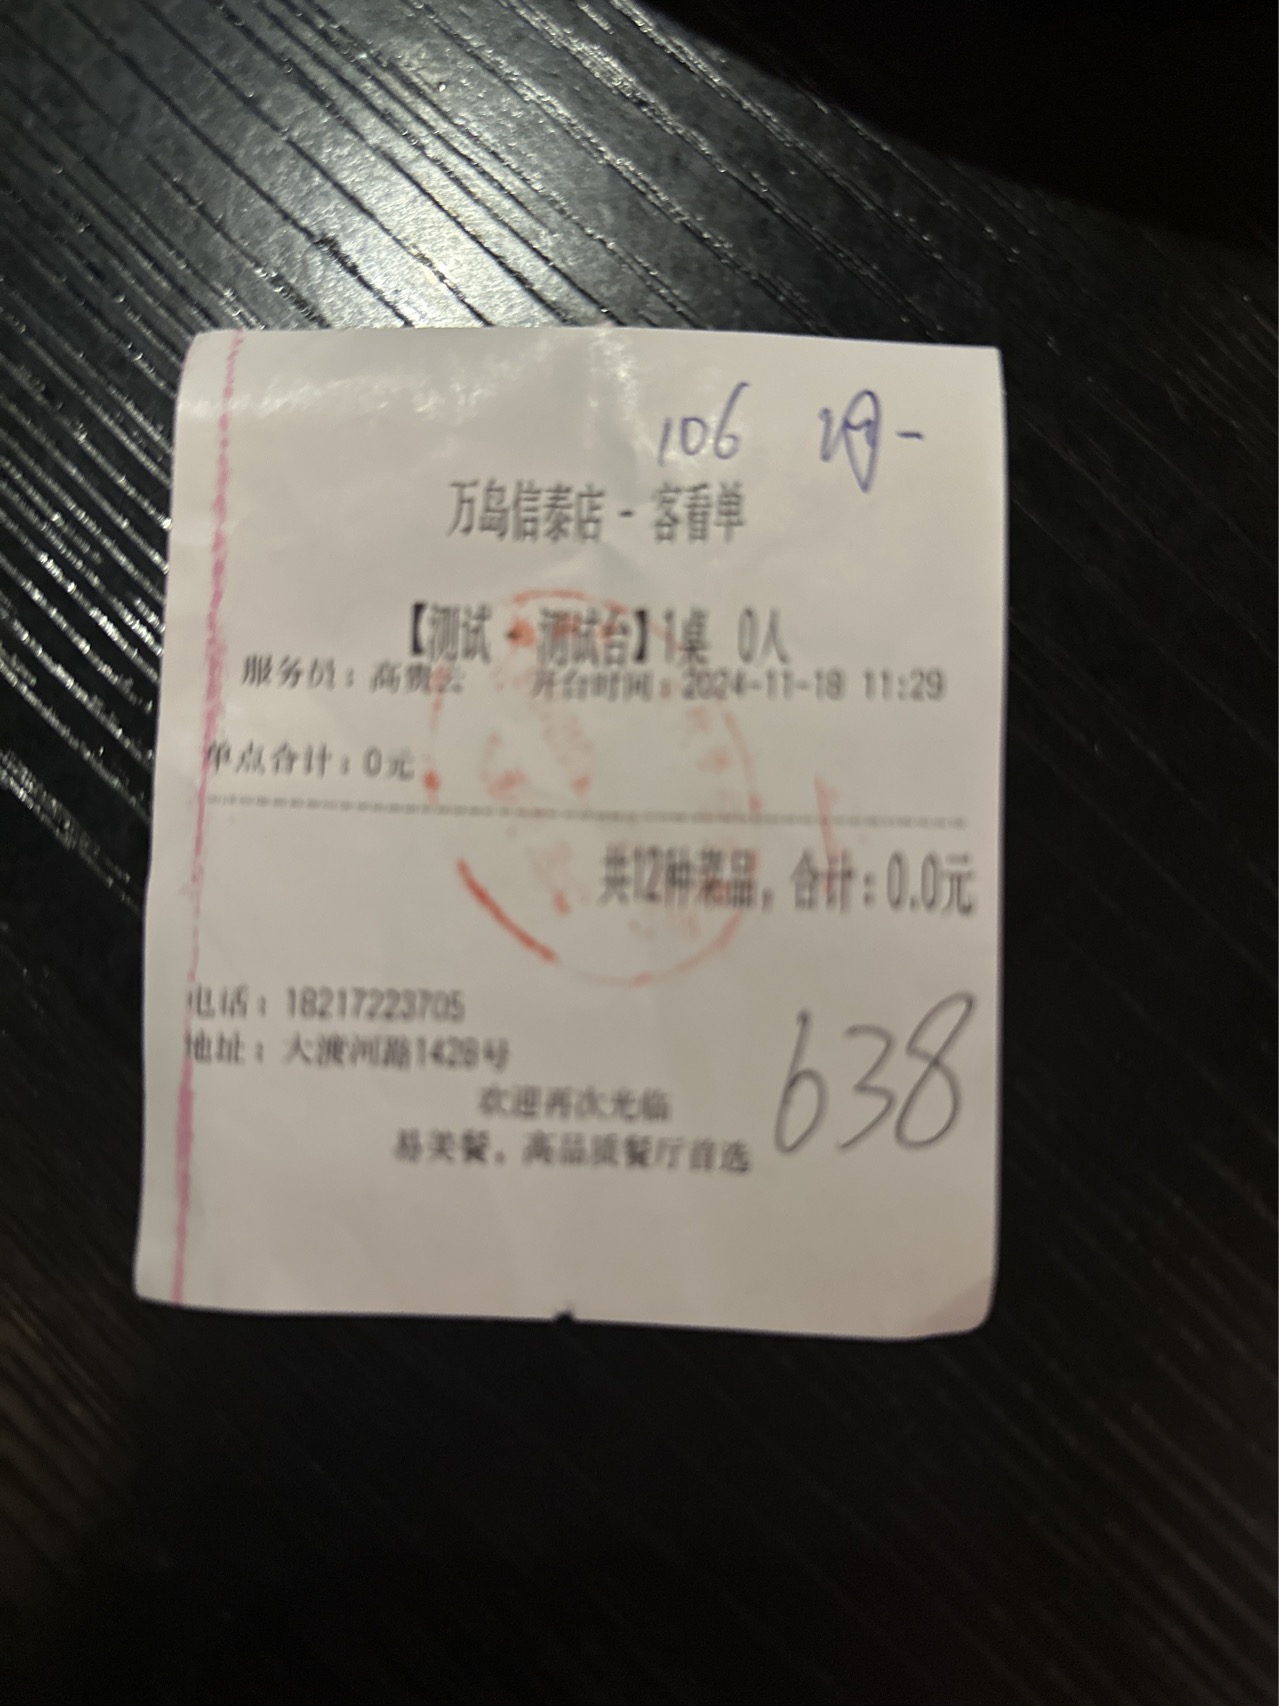 106 周一
万岛信泰店 - 客看单
【测试 - 测试台】1桌 0人
服务员：高贵云 开台时间：2024-11-18 11:29
单点合计：0元
共12种菜品，合计：0.0元
电话：18217223705
地址：大渡河路1428号
638
欢迎再次光临
易美餐，高品质餐厅首选